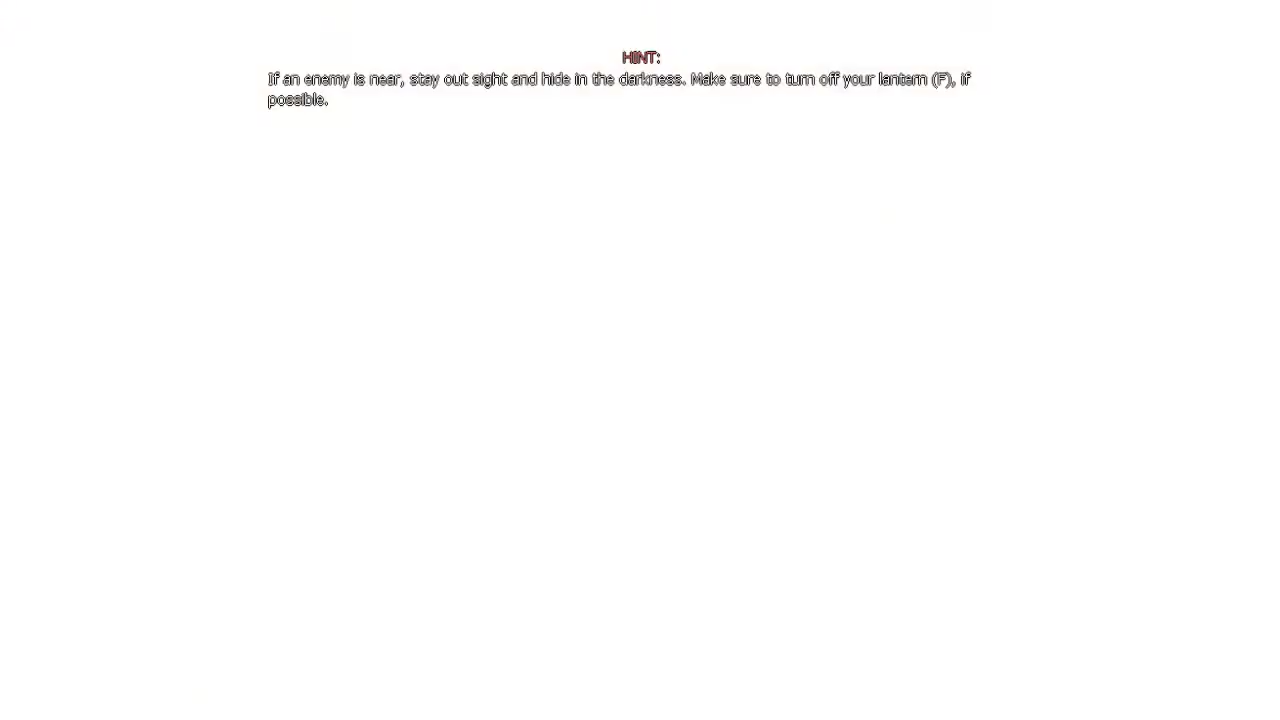 HINT:
If an enemy is near, stay out sight and hide in the darkness. Make sure to turn off your lantern (F), if
possible.